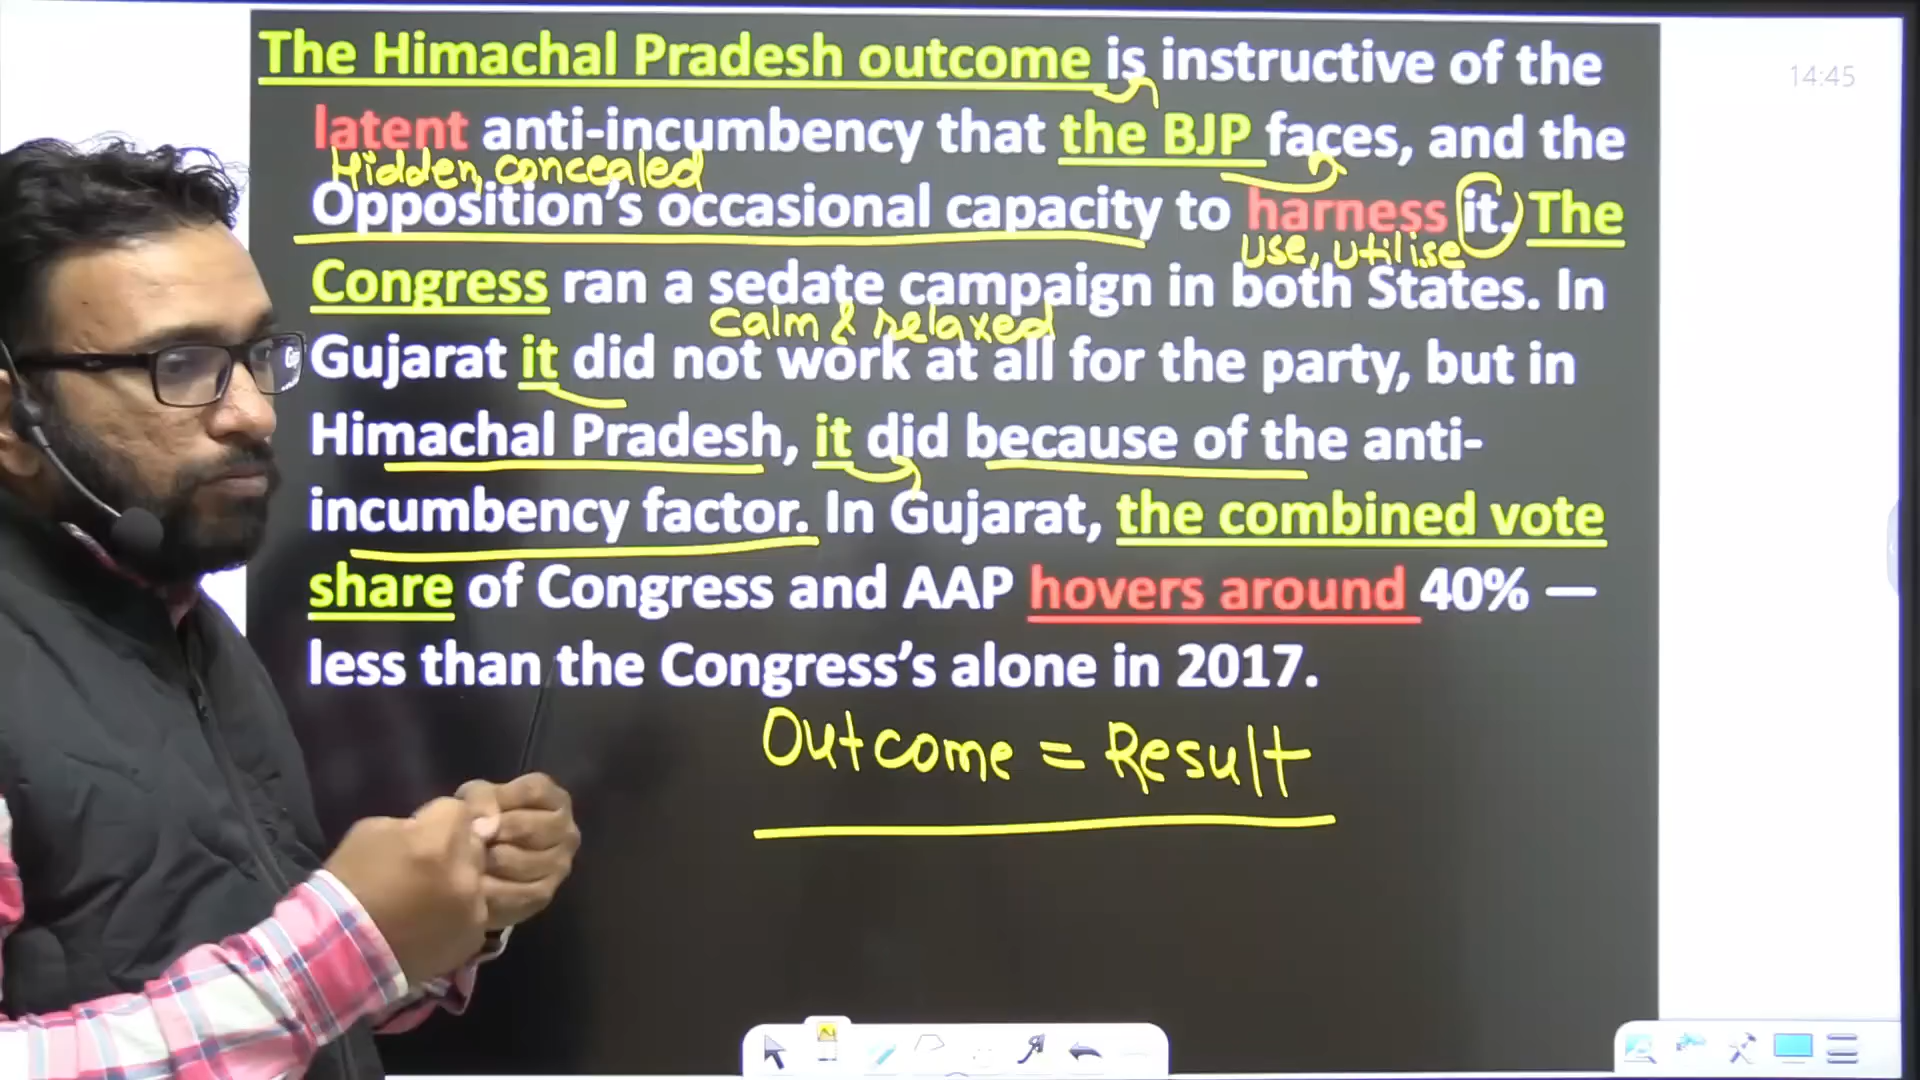 The Himachal Pradesh outcome is instructive of the
14:45
latent anti-incumbency that the BJP faces, and the
Hidden, concealed
Opposition's occasional capacity to harness it. The
use, utilise
Congress ran a sedate campaign in both States. In
calm & relaxed
Gujarat it did not work at all for the party, but in
Himachal Pradesh, it did because of the anti-
incumbency factor. In Gujarat, the combined vote
share of Congress and AAP hovers around 40% —
less than the Congress's alone in 2017.
Outcome = Result